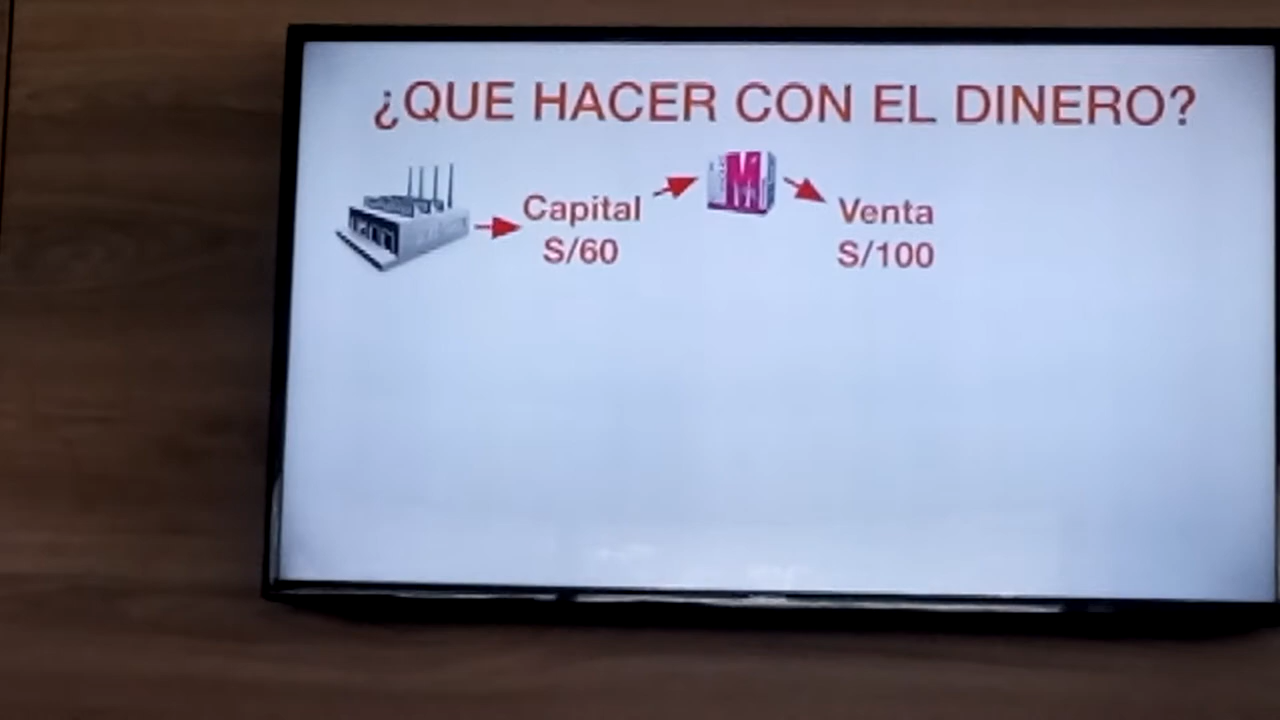 ¿QUE HACER CON EL DINERO?
Capital
S/60
M
Venta
S/100